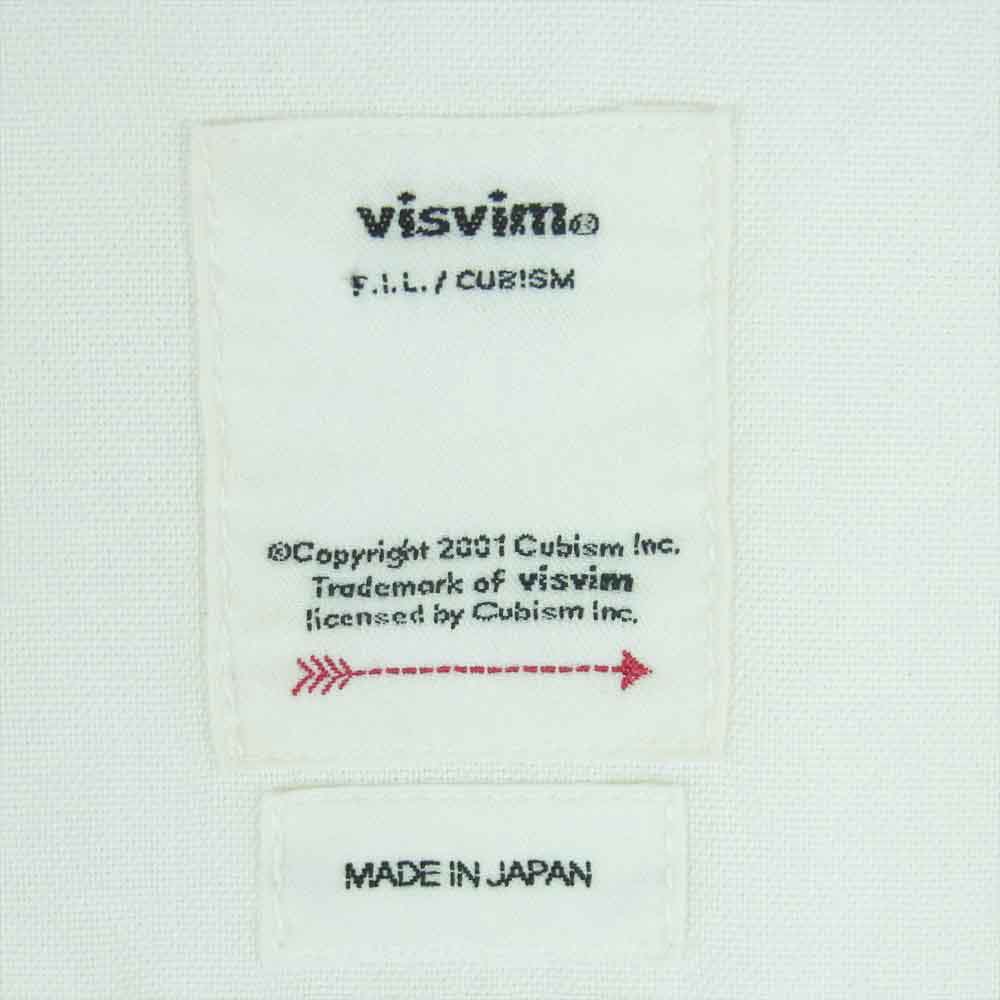 visvim®
F.I.L. / CUBISM
©Copyright 2001 Cubism Inc.
Trademark of visvim
licensed by Cubism Inc.
MADE IN JAPAN